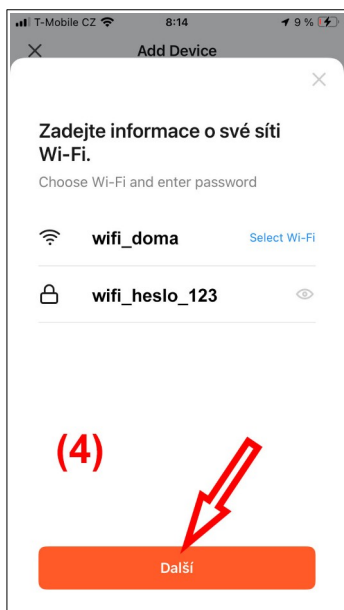 T-Mobile CZ 8:14 9 %
Add Device
Zadejte informace o své síti
Wi-Fi.
Choose Wi-Fi and enter password
wifi_doma Select Wi-Fi
wifi_heslo_123
(4)
Další